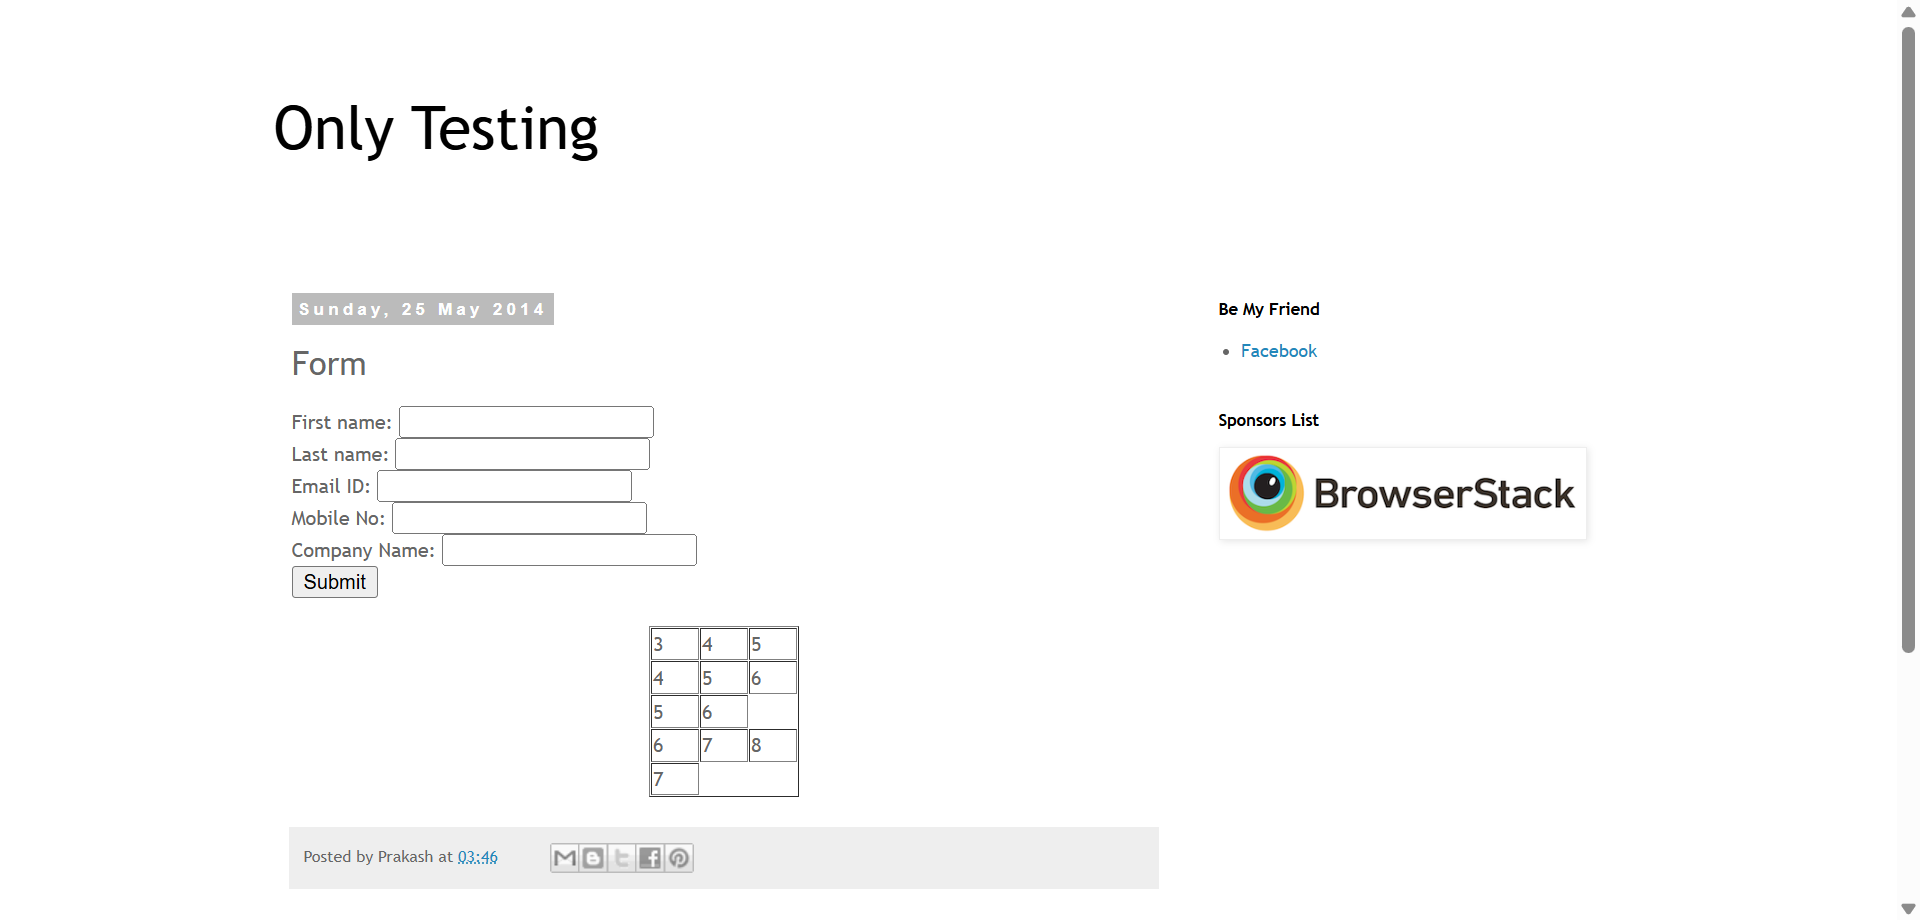 Only Testing
Sunday, 25 May 2014
Form
First name:
Last name:
Email ID:
Mobile No:
Company Name:
Submit
3 4 5
4 5 6
5 6
6 7 8
7
Posted by Prakash at 03:46
Be My Friend
Facebook
Sponsors List
BrowserStack